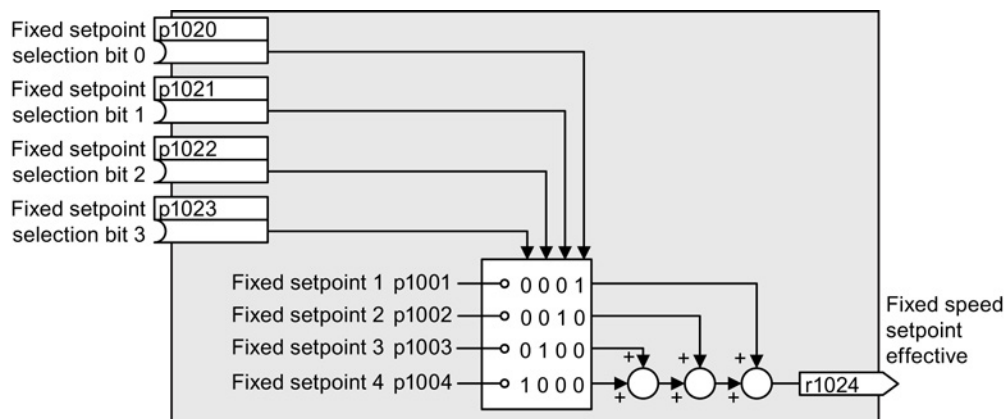 Fixed setpoint
selection bit 0
p1020
Fixed setpoint
selection bit 1
p1021
Fixed setpoint
selection bit 2
p1022
Fixed setpoint
selection bit 3
p1023
Fixed setpoint 1 p1001
0 0 0 1
Fixed setpoint 2 p1002
0 0 1 0
Fixed setpoint 3 p1003
0 1 0 0
Fixed setpoint 4 p1004
1 0 0 0
+ + +
+ + +
r1024
Fixed speed
setpoint
effective